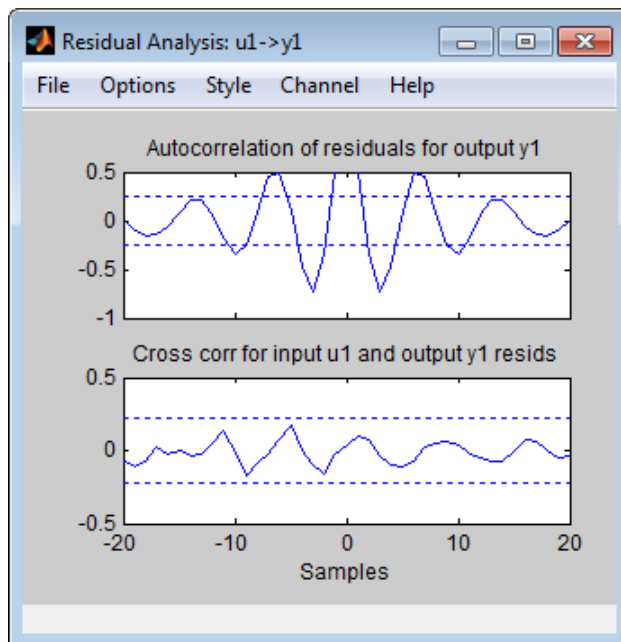 Residual Analysis: u1->y1
File Options Style Channel Help
Autocorrelation of residuals for output y1
0.5
0
-0.5
-1
Cross corr for input u1 and output y1 resids
0.5
0
-0.5
-20 -10 0 10 20
Samples